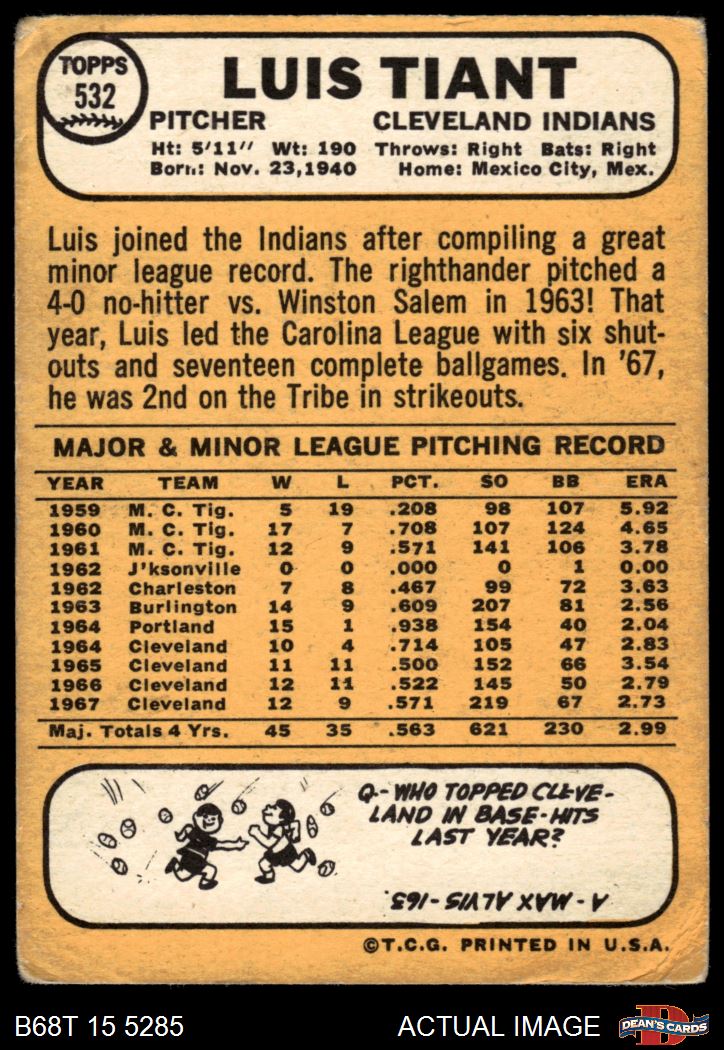 TOPPS
532
LUIS TIANT
PITCHER CLEVELAND INDIANS
Ht: 5'11" Wt: 190 Throws: Right Bats: Right
Born: Nov. 23,1940 Home: Mexico City, Mex.
Luis joined the Indians after compiling a great
minor league record. The righthander pitched a
4-0 no-hitter vs. Winston Salem in 1963! That
year, Luis led the Carolina League with six shut-
outs and seventeen complete ballgames. In '67,
he was 2nd on the Tribe in strikeouts.
MAJOR & MINOR LEAGUE PITCHING RECORD
YEAR TEAM W L PCT. SO BB ERA
1959 M. C. Tig. 5 19 .208 98 107 5.92
1960 M. C. Tig. 17 7 .708 107 124 4.65
1961 M. C. Tig. 12 9 .571 141 106 3.78
1962 J'ksonville 0 0 .000 0 1 0.00
1962 Charleston 7 8 .467 99 72 3.63
1963 Burlington 14 9 .609 207 81 2.56
1964 Portland 15 1 .938 154 40 2.04
1964 Cleveland 10 4 .714 105 47 2.83
1965 Cleveland 11 11 .500 152 66 3.54
1966 Cleveland 12 11 .522 145 50 2.79
1967 Cleveland 12 9 .571 219 67 2.73
Maj. Totals 4 Yrs. 45 35 .563 621 230 2.99
Q-- WHO TOPPED CLEVE-
LAND IN BASE-HITS
LAST YEAR?
A - MAX ALVIS - 163.
©T.C.G. PRINTED IN U.S.A.
B68T 15 5285 ACTUAL IMAGE
D
DEAN'S CARDS